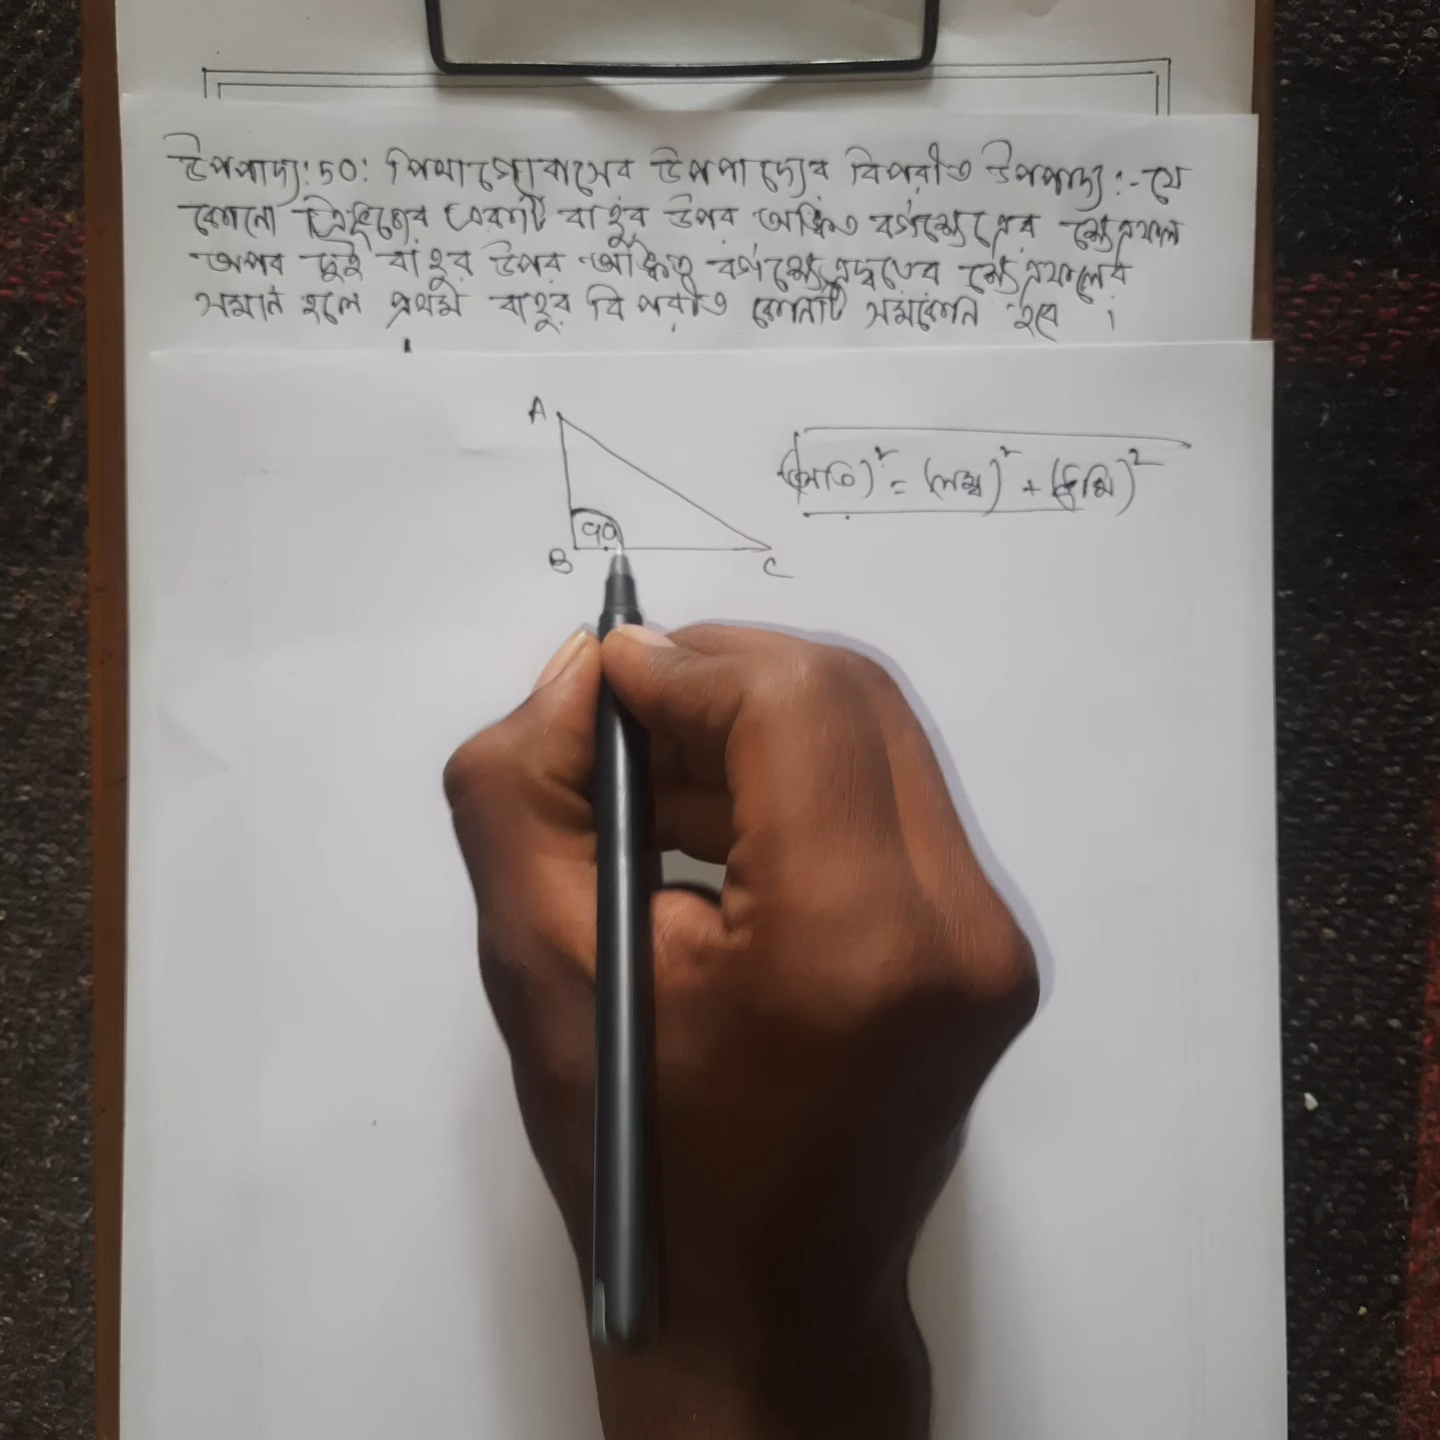 উপপাদ্য:50: পিথাগোরাসের উপপাদ্যের বিপরীত উপপাদ্য:- যে
কোনো ত্রিভুজের একটি বাহুর উপর অঙ্কিত বর্গক্ষেত্রের ক্ষেত্রফল
অপর দুই বাহুর উপর অঙ্কিত বর্গক্ষেত্রদ্বয়ের ক্ষেত্রফলের
সমান হলে প্রথম বাহুর বিপরীত কোনটি সমকোন হবে ।
A
(অতি)² = (লম্ব)² + (ভূমি)²
90
B
C